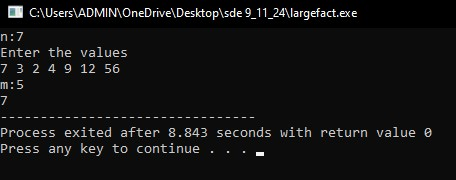 C:\Users\ADMIN\OneDrive\Desktop\sde 9_11_24\largefact.exe
n:7
Enter the values
7 3 2 4 9 12 56
m:5
7
--------------------------------
Process exited after 8.843 seconds with return value 0
Press any key to continue . . .